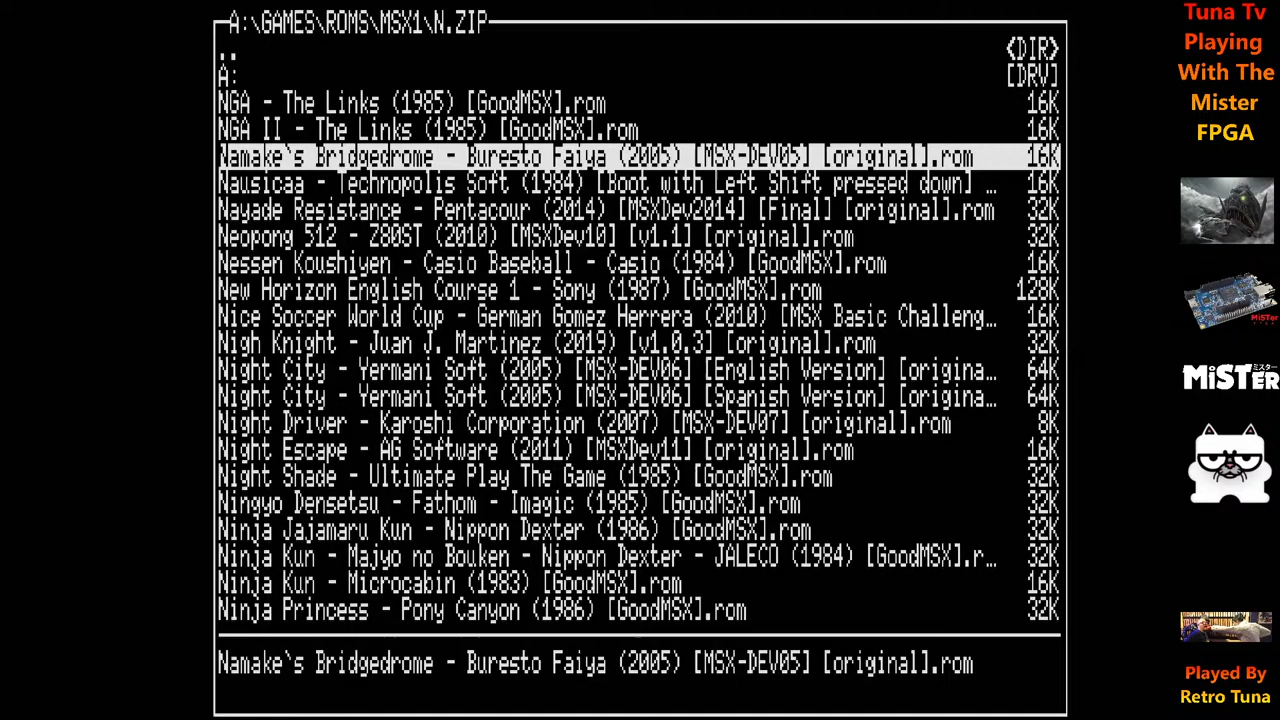 A:\GAMES\ROMS\MSX1\N.ZIP
.. <DIR>
A: [DRV]
NGA - The Links (1985) [GoodMSX].rom 16K
NGA II - The Links (1985) [GoodMSX].rom 16K
Namake`s Bridgedrome - Buresto Faiya (2005) [MSX-DEV05] [original].rom 16K
Nausicaa - Technopolis Soft (1984) [Boot with Left Shift pressed down] … 16K
Nayade Resistance - Pentacour (2014) [MSXDev2014] [Final] [original].rom 32K
Neopong 512 - Z80ST (2010) [MSXDev10] [v1.1] [original].rom 32K
Nessen Koushiyen - Casio Baseball - Casio (1984) [GoodMSX].rom 16K
New Horizon English Course 1 - Sony (1987) [GoodMSX].rom 128K
Nice Soccer World Cup - German Gomez Herrera (2010) [MSX Basic Challeng… 16K
Nigh Knight - Juan J. Martinez (2019) [v1.0.3] [original].rom 32K
Night City - Yermani Soft (2005) [MSX-DEV06] [English Version] [origina… 64K
Night City - Yermani Soft (2005) [MSX-DEV06] [Spanish Version] [origina… 64K
Night Driver - Karoshi Corporation (2007) [MSX-DEV07] [original].rom 8K
Night Escape - AG Software (2011) [MSXDev11] [original].rom 16K
Night Shade - Ultimate Play The Game (1985) [GoodMSX].rom 32K
Ningyo Densetsu - Fathom - Imagic (1985) [GoodMSX].rom 32K
Ninja Jajamaru Kun - Nippon Dexter (1986) [GoodMSX].rom 32K
Ninja Kun - Majyo no Bouken - Nippon Dexter - JALECO (1984) [GoodMSX].r… 32K
Ninja Kun - Microcabin (1983) [GoodMSX].rom 16K
Ninja Princess - Pony Canyon (1986) [GoodMSX].rom 32K
Namake`s Bridgedrome - Buresto Faiya (2005) [MSX-DEV05] [original].rom
Tuna Tv
Playing
With The
Mister
FPGA
MiSTer
FPGA
MiSTER
ミスター
FPGA
Played By
Retro Tuna